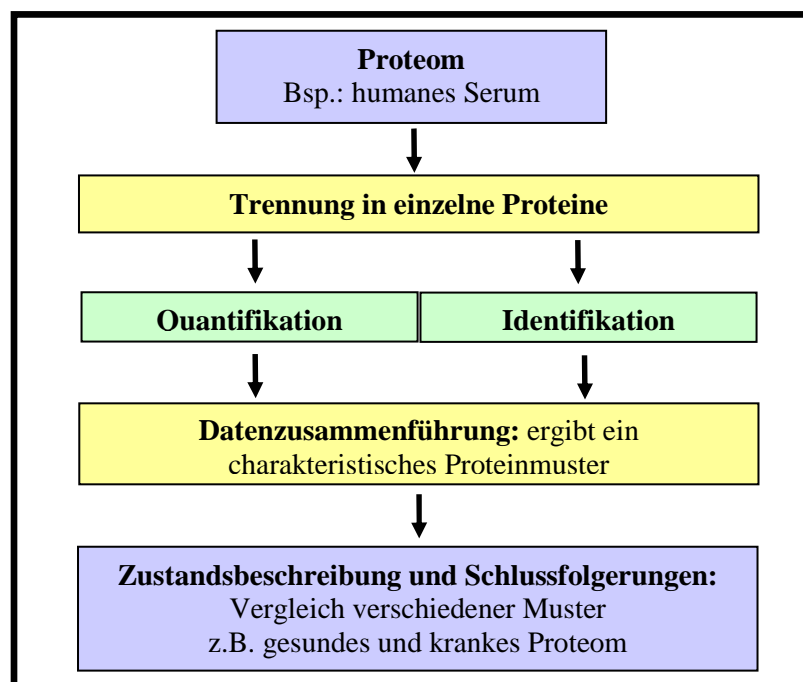 Proteom
Bsp.: humanes Serum
Trennung in einzelne Proteine
Ouantifikation
Identifikation
Datenzusammenführung: ergibt ein
charakteristisches Proteinmuster
Zustandsbeschreibung und Schlussfolgerungen:
Vergleich verschiedener Muster
z.B. gesundes und krankes Proteom